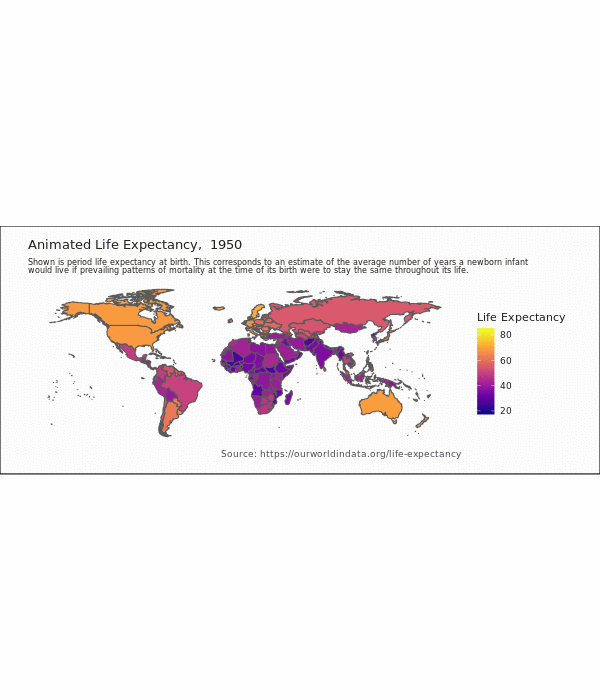 Animated Life Expectancy,  1950
Shown is period life expectancy at birth. This corresponds to an estimate of the average number of years a newborn infant
would live if prevailing patterns of mortality at the time of its birth were to stay the same throughout its life.
Life Expectancy
80
60
40
20
Source: https://ourworldindata.org/life-expectancy